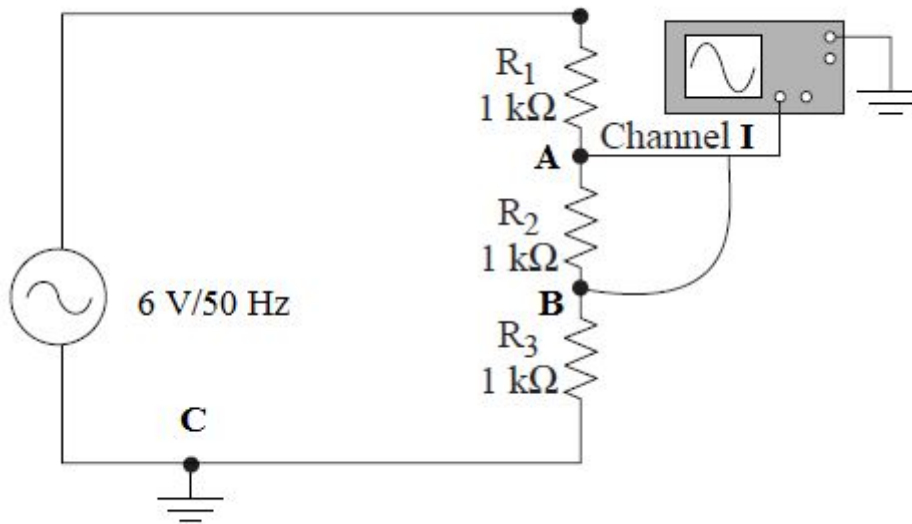 R1
1 kΩ
Channel I
A
R2
1 kΩ
B
6 V/50 Hz
R3
1 kΩ
C